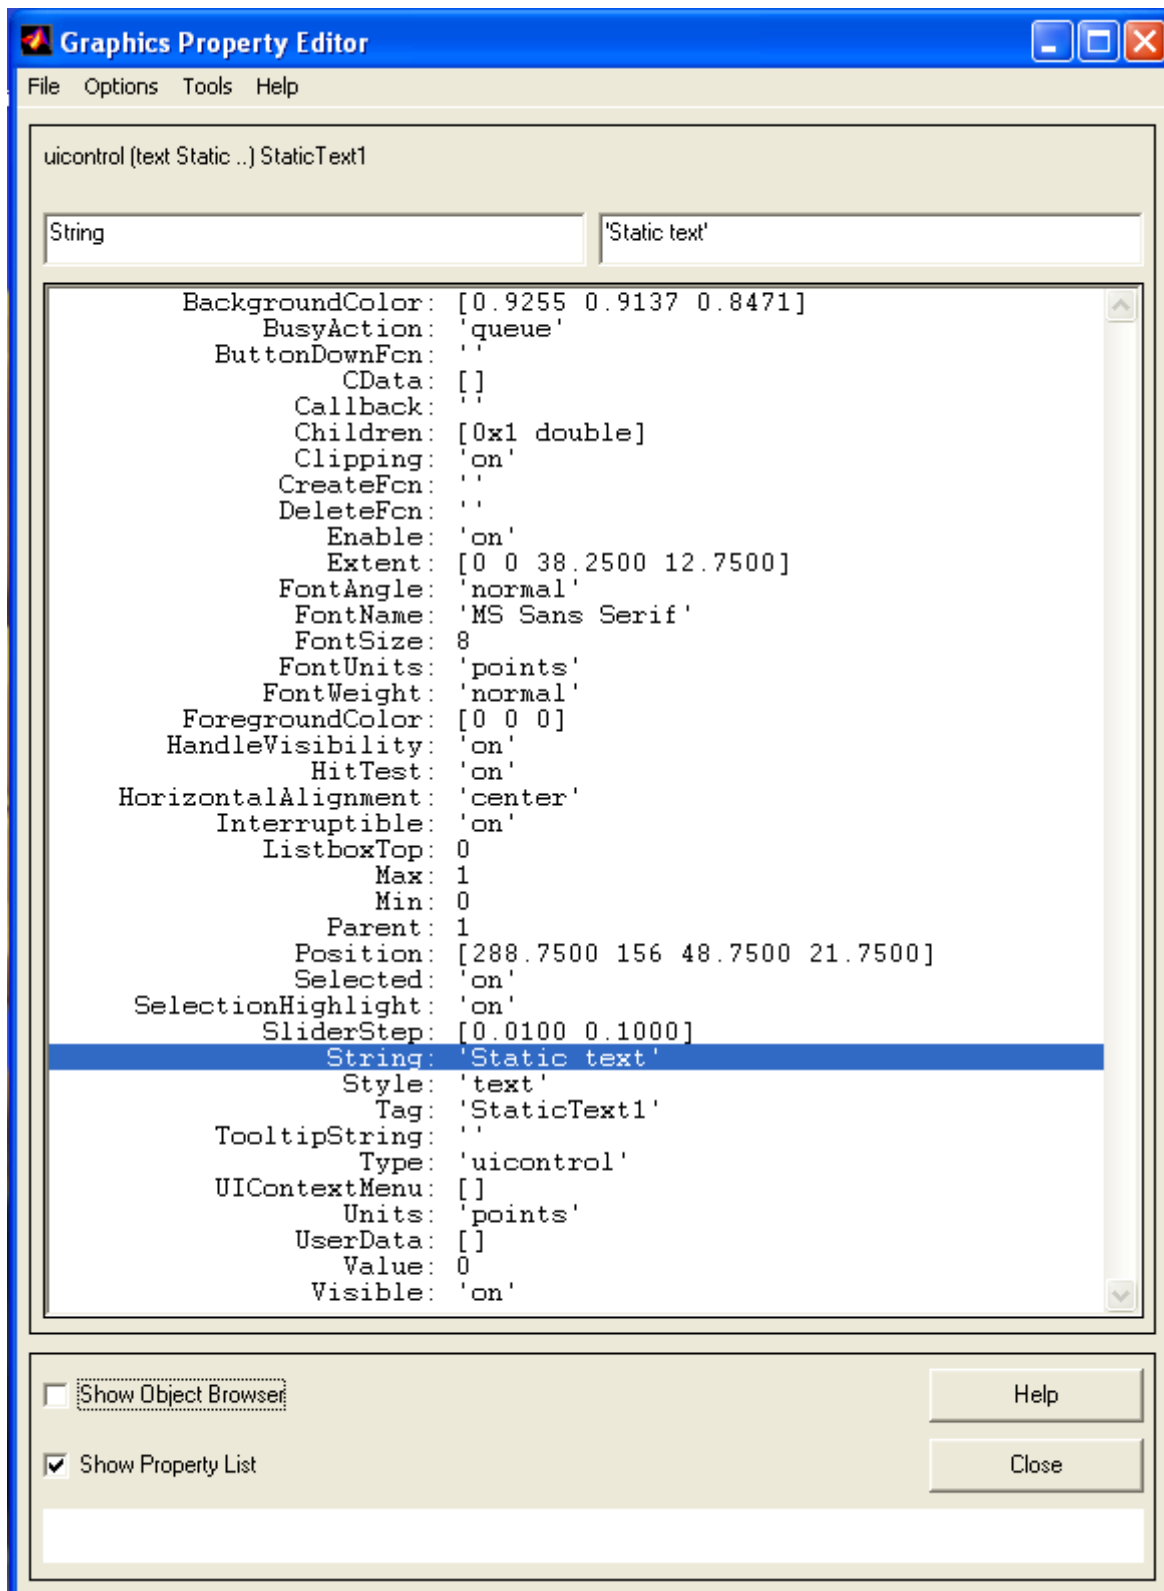 Graphics Property Editor
File Options Tools Help
uicontrol (text Static ..) StaticText1
String 'Static text'
BackgroundColor: [0.9255 0.9137 0.8471]
BusyAction: 'queue'
ButtonDownFcn: ''
CData: []
Callback: ''
Children: [0x1 double]
Clipping: 'on'
CreateFcn: ''
DeleteFcn: ''
Enable: 'on'
Extent: [0 0 38.2500 12.7500]
FontAngle: 'normal'
FontName: 'MS Sans Serif'
FontSize: 8
FontUnits: 'points'
FontWeight: 'normal'
ForegroundColor: [0 0 0]
HandleVisibility: 'on'
HitTest: 'on'
HorizontalAlignment: 'center'
Interruptible: 'on'
ListboxTop: 0
Max: 1
Min: 0
Parent: 1
Position: [288.7500 156 48.7500 21.7500]
Selected: 'on'
SelectionHighlight: 'on'
SliderStep: [0.0100 0.1000]
String: 'Static text'
Style: 'text'
Tag: 'StaticText1'
TooltipString: ''
Type: 'uicontrol'
UIContextMenu: []
Units: 'points'
UserData: []
Value: 0
Visible: 'on'
Show Object Browser Help
Show Property List Close